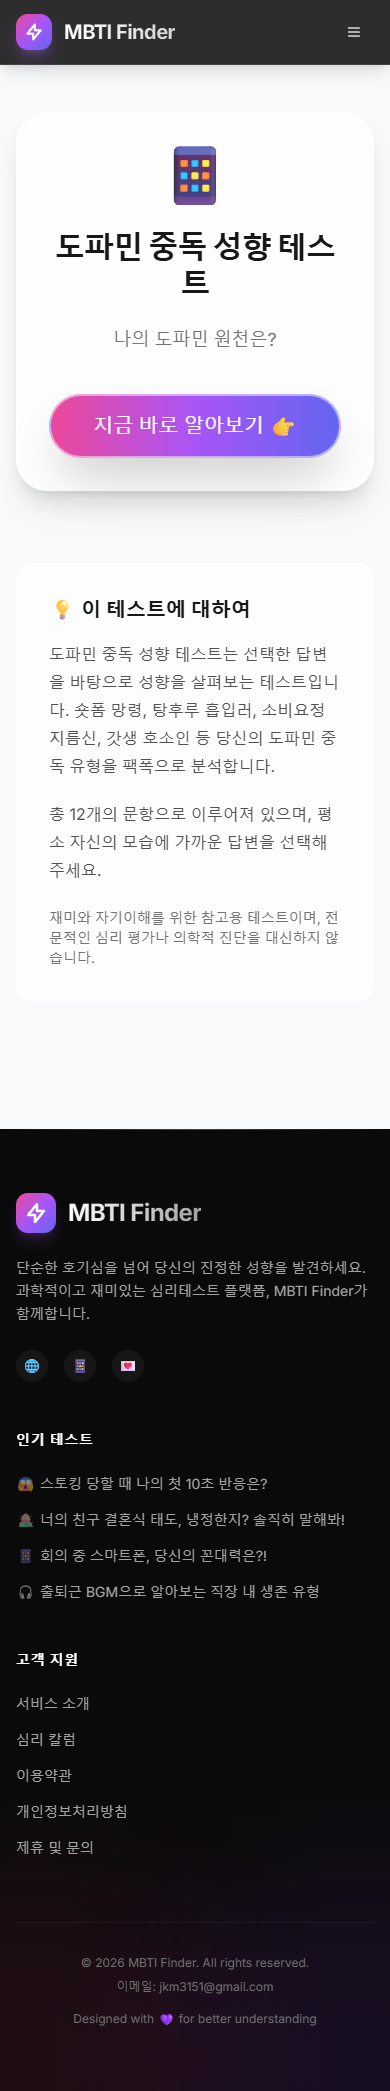 MBTI Finder
도파민 중독 성향 테스
트
나의 도파민 원천은?
지금 바로 알아보기 👉
💡 이 테스트에 대하여
도파민 중독 성향 테스트는 선택한 답변
을 바탕으로 성향을 살펴보는 테스트입니
다. 숏폼 망령, 탕후루 흡입러, 소비요정
지름신, 갓생 호소인 등 당신의 도파민 중
독 유형을 팩폭으로 분석합니다.
총 12개의 문항으로 이루어져 있으며, 평
소 자신의 모습에 가까운 답변을 선택해
주세요.
재미와 자기이해를 위한 참고용 테스트이며, 전
문적인 심리 평가나 의학적 진단을 대신하지 않
습니다.
MBTI Finder
단순한 호기심을 넘어 당신의 진정한 성향을 발견하세요.
과학적이고 재미있는 심리테스트 플랫폼, MBTI Finder가
함께합니다.
인기 테스트
😱 스토킹 당할 때 나의 첫 10초 반응은?
너의 친구 결혼식 태도, 냉정한지? 솔직히 말해봐!
📱 회의 중 스마트폰, 당신의 꼰대력은?!
🎧 출퇴근 BGM으로 알아보는 직장 내 생존 유형
고객 지원
서비스 소개
심리 칼럼
이용약관
개인정보처리방침
제휴 및 문의
© 2026 MBTI Finder. All rights reserved.
이메일: jkm3151@gmail.com
Designed with 💜 for better understanding